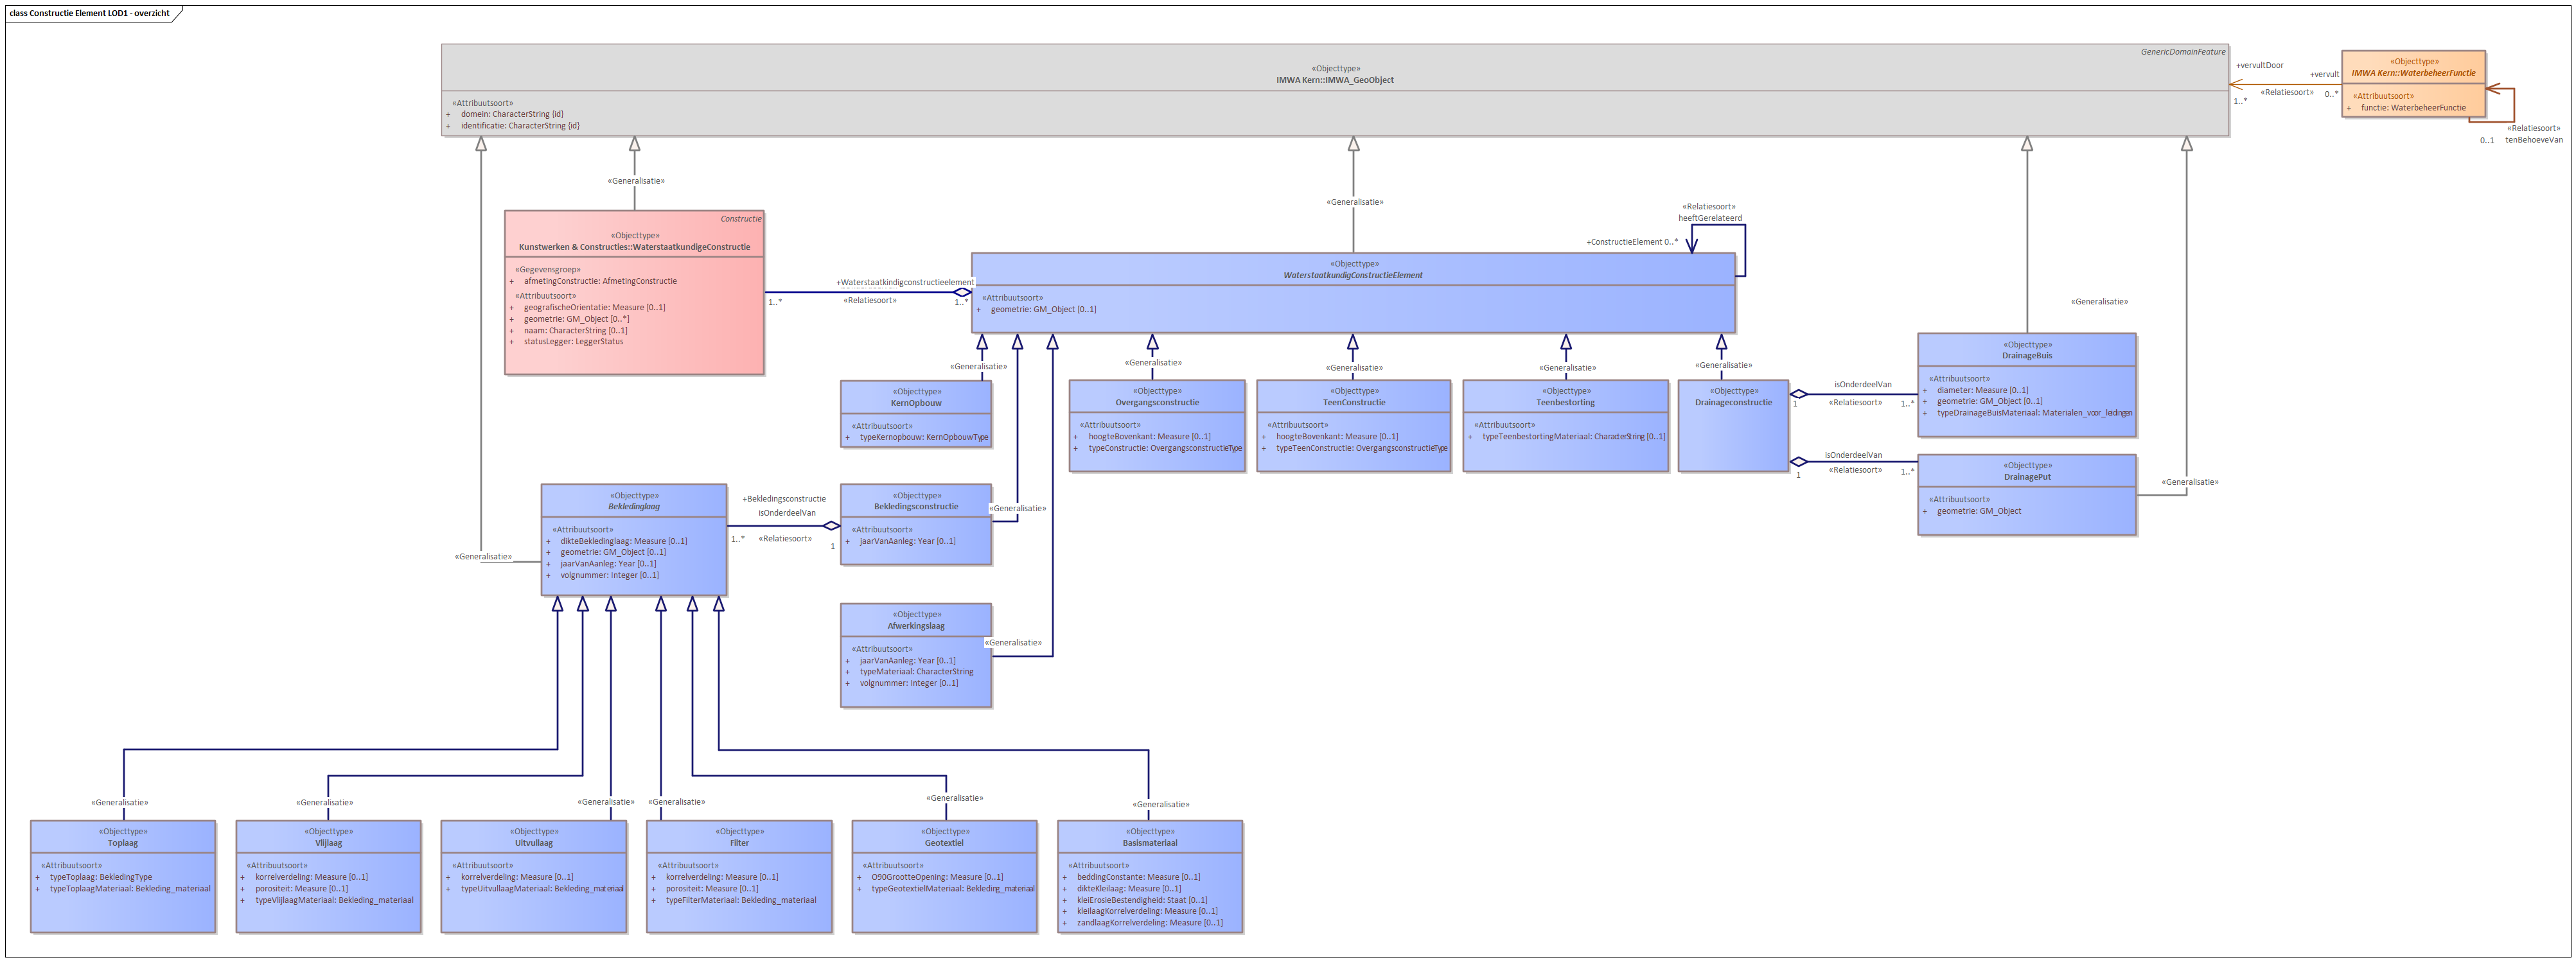 class Constructie Element LOD1 - overzicht
GenericDomainFeature
«Objecttype»
IMWA Kern::IMWA_GeoObject
«Attribuutsoort»
+ domein: CharacterString {id}
+ identificatie: CharacterString {id}
+vervultDoor
1..*
«Relatiesoort»
+vervult
0..*
«Objecttype»
IMWA Kern::WaterbeheerFunctie
«Attribuutsoort»
+ functie: WaterbeheerFunctie
«Relatiesoort»
0..1 tenBehoeveVan
«Generalisatie»
«Generalisatie»
«Generalisatie»
«Generalisatie»
«Generalisatie»
Constructie
«Objecttype»
Kunstwerken & Constructies::WaterstaatkundigeConstructie
«Gegevensgroep»
+ afmetingConstructie: AfmetingConstructie
«Attribuutsoort»
+ geografischeOrientatie: Measure [0..1]
+ geometrie: GM_Object [0..*]
+ naam: CharacterString [0..1]
+ statusLegger: LeggerStatus
+Waterstaatkindigconstructieelement
1..*
«Relatiesoort»
1..*
«Relatiesoort»
heeftGerelateerd
+ConstructieElement 0..*
«Objecttype»
WaterstaatkundigConstructieElement
«Attribuutsoort»
+ geometrie: GM_Object [0..1]
«Generalisatie»
«Generalisatie»
«Generalisatie»
«Generalisatie»
«Generalisatie»
«Generalisatie»
«Generalisatie»
«Objecttype»
KernOpbouw
«Attribuutsoort»
+ typeKernopbouw: KernOpbouwType
«Objecttype»
Overgangsconstructie
«Attribuutsoort»
+ hoogteBovenkant: Measure [0..1]
+ typeConstructie: OvergangsconstructieType
«Objecttype»
TeenConstructie
«Attribuutsoort»
+ hoogteBovenkant: Measure [0..1]
+ typeTeenConstructie: OvergangsconstructieType
«Objecttype»
Teenbestorting
«Attribuutsoort»
+ typeTeenbestortingMateriaal: CharacterString [0..1]
«Objecttype»
Drainageconstructie
isOnderdeelVan
1
«Relatiesoort»
1..*
isOnderdeelVan
1
«Relatiesoort»
1..*
«Objecttype»
DrainageBuis
«Attribuutsoort»
+ diameter: Measure [0..1]
+ geometrie: GM_Object [0..1]
+ typeDrainageBuisMateriaal: Materialen_voor_leidingen
«Objecttype»
DrainagePut
«Attribuutsoort»
+ geometrie: GM_Object
«Objecttype»
Bekledinglaag
«Attribuutsoort»
+ dikteBekledinglaag: Measure [0..1]
+ geometrie: GM_Object [0..1]
+ jaarVanAanleg: Year [0..1]
+ volgnummer: Integer [0..1]
+Bekledingsconstructie
isOnderdeelVan
1..*
«Relatiesoort»
1
«Objecttype»
Bekledingsconstructie
«Attribuutsoort»
+ jaarVanAanleg: Year [0..1]
«Objecttype»
Afwerkingslaag
«Attribuutsoort»
+ jaarVanAanleg: Year [0..1]
+ typeMateriaal: CharacterString
+ volgnummer: Integer [0..1]
«Generalisatie»
«Generalisatie»
«Generalisatie»
«Generalisatie»
«Generalisatie»
«Generalisatie»
«Objecttype»
Toplaag
«Attribuutsoort»
+ typeToplaag: BekledingType
+ typeToplaagMateriaal: Bekleding_materiaal
«Objecttype»
Vlijlaag
«Attribuutsoort»
+ korrelverdeling: Measure [0..1]
+ porositeit: Measure [0..1]
+ typeVlijlaagMateriaal: Bekleding_materiaal
«Objecttype»
Uitvullaag
«Attribuutsoort»
+ korrelverdeling: Measure [0..1]
+ typeUitvullaagMateriaal: Bekleding_materiaal
«Objecttype»
Filter
«Attribuutsoort»
+ korrelverdeling: Measure [0..1]
+ porositeit: Measure [0..1]
+ typeFilterMateriaal: Bekleding_materiaal
«Objecttype»
Geotextiel
«Attribuutsoort»
+ O90GrootteOpening: Measure [0..1]
+ typeGeotextielMateriaal: Bekleding_materiaal
«Objecttype»
Basismateriaal
«Attribuutsoort»
+ beddingConstante: Measure [0..1]
+ dikteKleilaag: Measure [0..1]
+ kleiErosieBestendigheid: Staat [0..1]
+ kleilaagKorrelverdeling: Measure [0..1]
+ zandlaagKorrelverdeling: Measure [0..1]